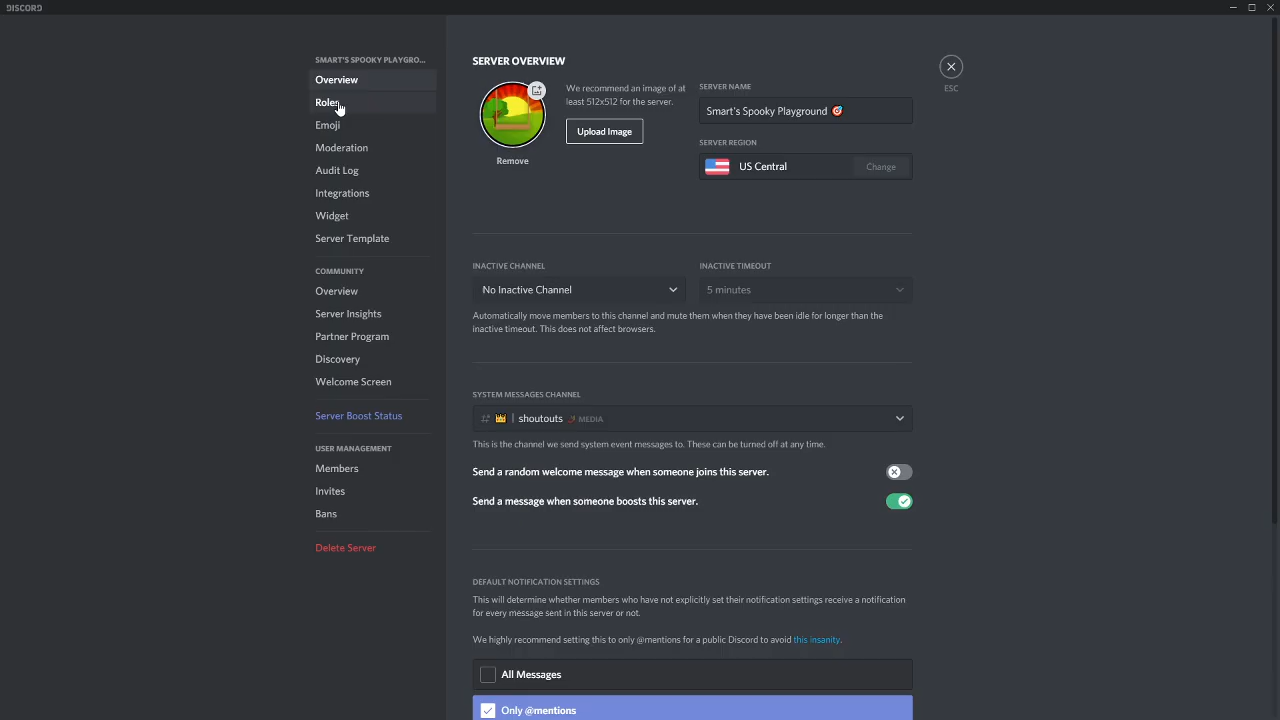 DISCORD
SMART'S SPOOKY PLAYGRO...
Overview
Roles
Emoji
Moderation
Audit Log
Integrations
Widget
Server Template
COMMUNITY
Overview
Server Insights
Partner Program
Discovery
Welcome Screen
Server Boost Status
USER MANAGEMENT
Members
Invites
Bans
Delete Server
SERVER OVERVIEW
Remove
We recommend an image of at
least 512x512 for the server.
Upload Image
SERVER NAME
Smart's Spooky Playground 🎯
SERVER REGION
US Central
Change
ESC
INACTIVE CHANNEL
No Inactive Channel
INACTIVE TIMEOUT
5 minutes
Automatically move members to this channel and mute them when they have been idle for longer than the
inactive timeout. This does not affect browsers.
SYSTEM MESSAGES CHANNEL
# 👑 | shoutouts MEDIA
This is the channel we send system event messages to. These can be turned off at any time.
Send a random welcome message when someone joins this server.
Send a message when someone boosts this server.
DEFAULT NOTIFICATION SETTINGS
This will determine whether members who have not explicitly set their notification settings receive a notification
for every message sent in this server or not.
We highly recommend setting this to only @mentions for a public Discord to avoid this insanity.
All Messages
Only @mentions